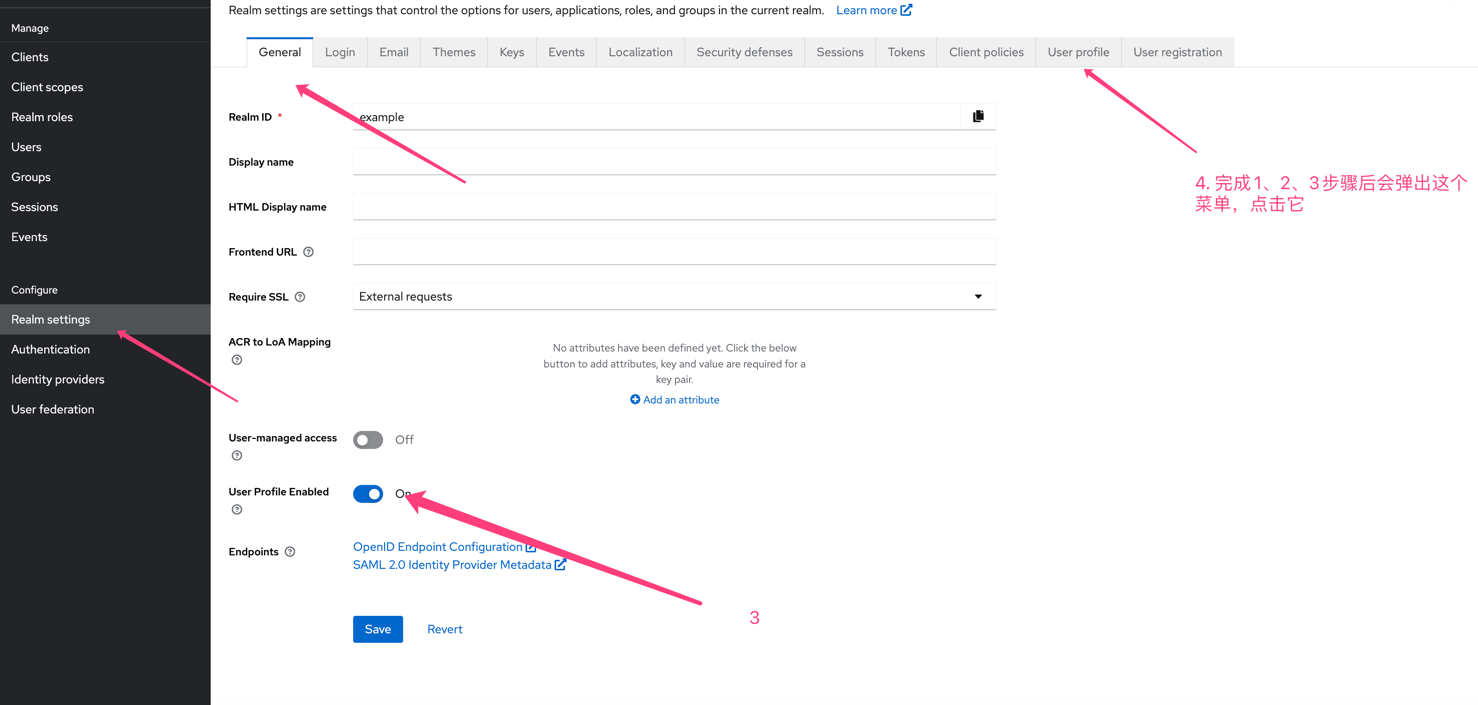 Realm settings are settings that control the options for users, applications, roles, and groups in the current realm. Learn more
Manage
Clients
Client scopes
Realm roles
Users
Groups
Sessions
Events
Configure
Realm settings
Authentication
Identity providers
User federation
General Login Email Themes Keys Events Localization Security defenses Sessions Tokens Client policies User profile User registration
Realm ID * example
Display name
HTML Display name
Frontend URL
Require SSL External requests
ACR to LoA Mapping
No attributes have been defined yet. Click the below
button to add attributes, key and value are required for a
key pair.
Add an attribute
User-managed access Off
User Profile Enabled On
Endpoints OpenID Endpoint Configuration
SAML 2.0 Identity Provider Metadata
Save Revert
3
4. 完成1、2、3步骤后会弹出这个
菜单，点击它